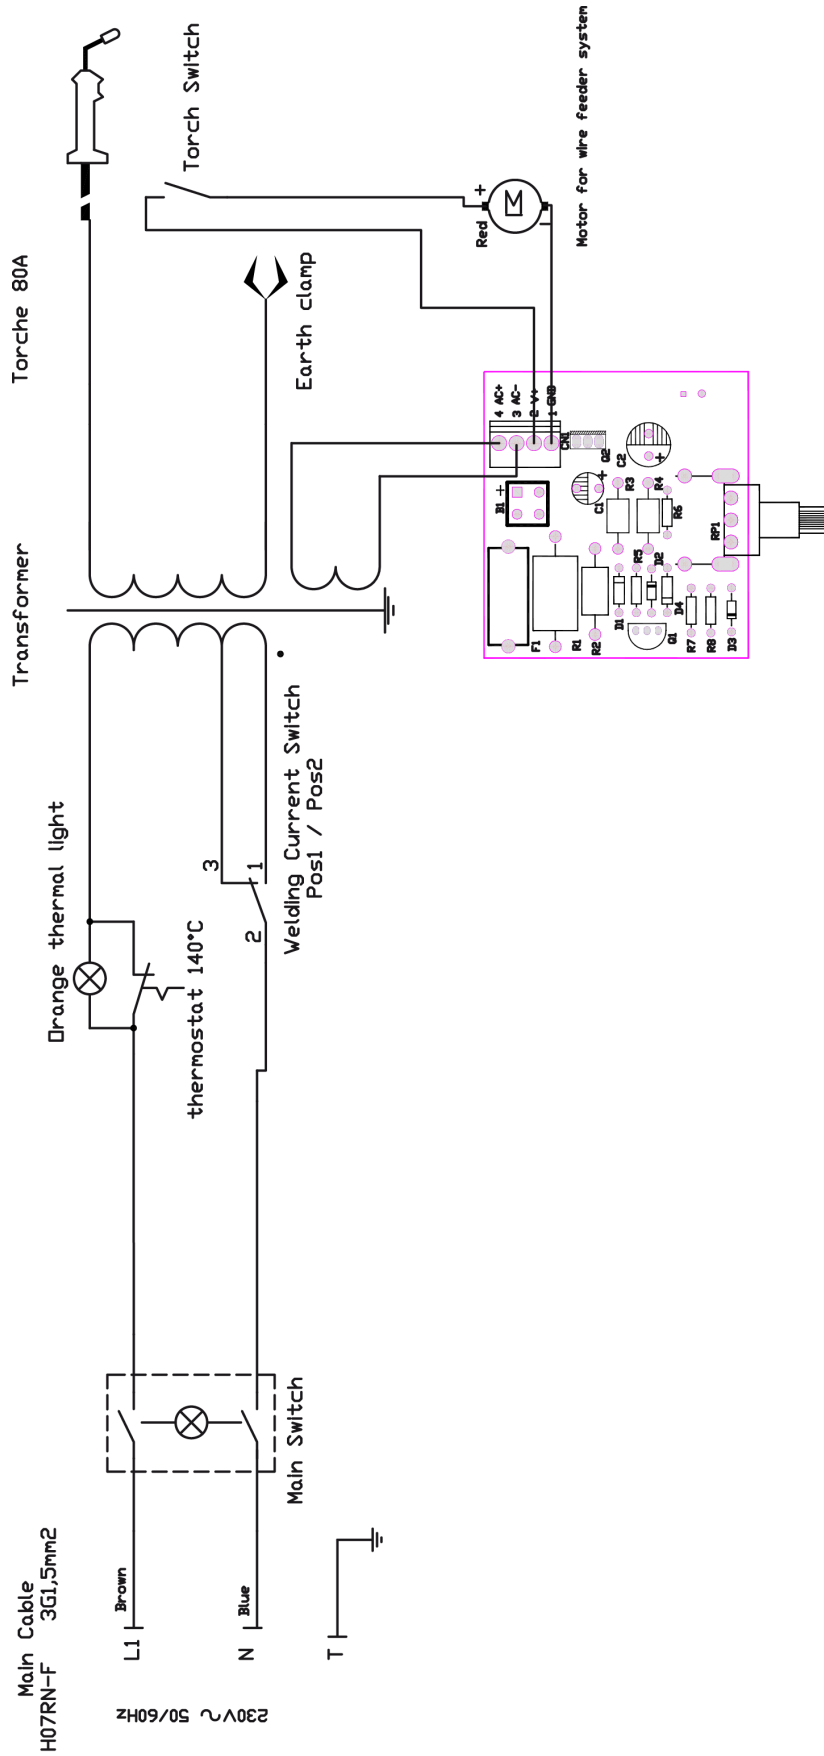 Main Cable
H07RN-F 3G1,5mm2
230V ~ 50/60Hz
L1
Brown
N
Blue
T
Main Switch
Orange thermal light
thermostat 140°C
2
3
1
Welding Current Switch
Pos1 / Pos2
Transformer
Torche 80A
Earth clamp
Torch Switch
Red
+
M
Motor for wire feeder system
4 AC+
3 AC-
2 V+
1 GND
CN1
Q2
C2
+
B1
+
C1
+
R3
R4
R6
RP1
R5
D2
F1
R1
R2
D1
Q1
D4
R7
R8
D3